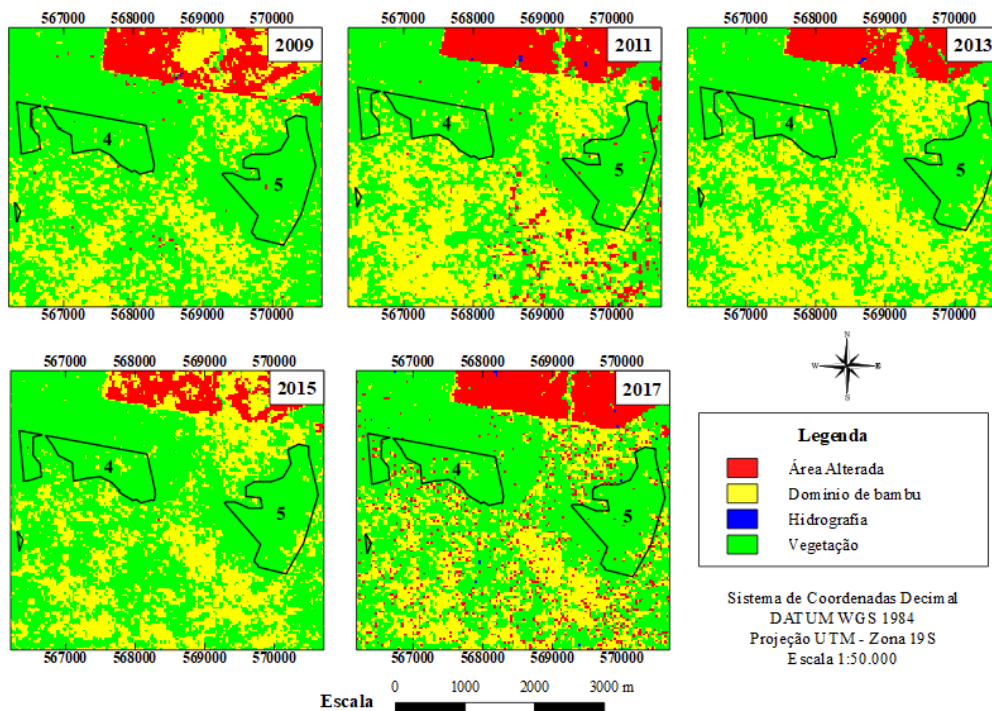 567000 568000 569000 570000
567000 568000 569000 570000
567000 568000 569000 570000
2009
2011
2013
4
5
4
5
4
5
567000 568000 569000 570000
567000 568000 569000 570000
567000 568000 569000 570000
567000 568000 569000 570000
567000 568000 569000 570000
2015
2017
4
5
4
5
567000 568000 569000 570000
567000 568000 569000 570000
N
W
E
S
Legenda
Área Alterada
Domínio de bambu
Hidrografia
Vegetação
Sistema de Coordenadas Decimal
DATUM WGS 1984
Projeção UTM - Zona 19S
Escala 1:50.000
Escala
0 1000 2000 3000 m